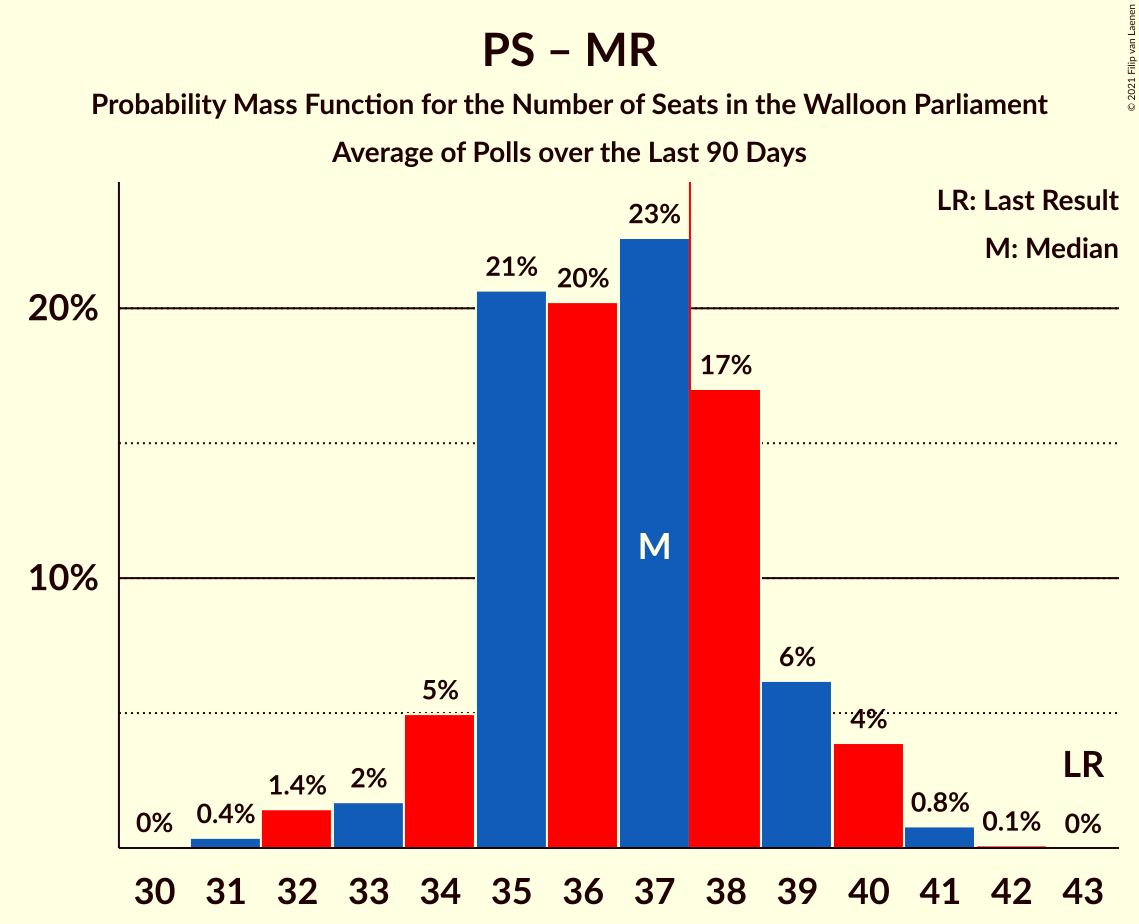 PS – MR
Probability Mass Function for the Number of Seats in the Walloon Parliament
Average of Polls over the Last 90 Days
© 2021 Filip van Laenen
LR: Last Result
M: Median
20%
10%
0%
0.4%
1.4%
2%
5%
21%
20%
23%
17%
6%
4%
0.8%
0.1%
0%
M
LR
30 31 32 33 34 35 36 37 38 39 40 41 42 43